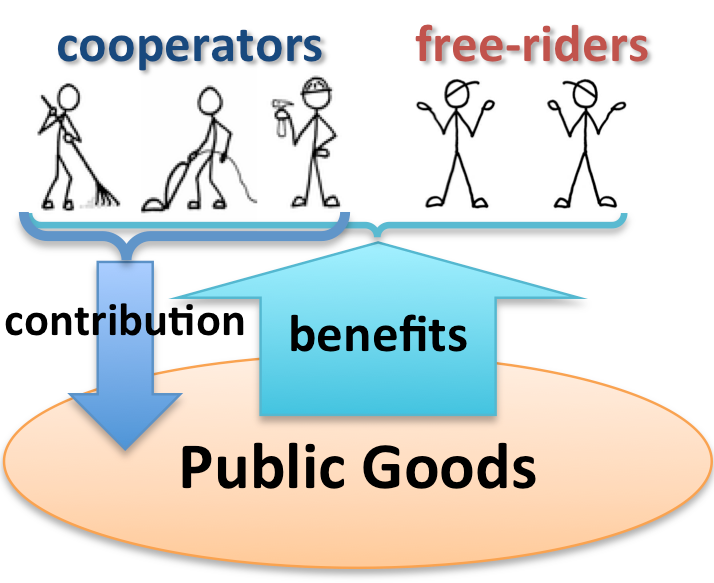 cooperators free-riders
contribution
benefits
Public Goods